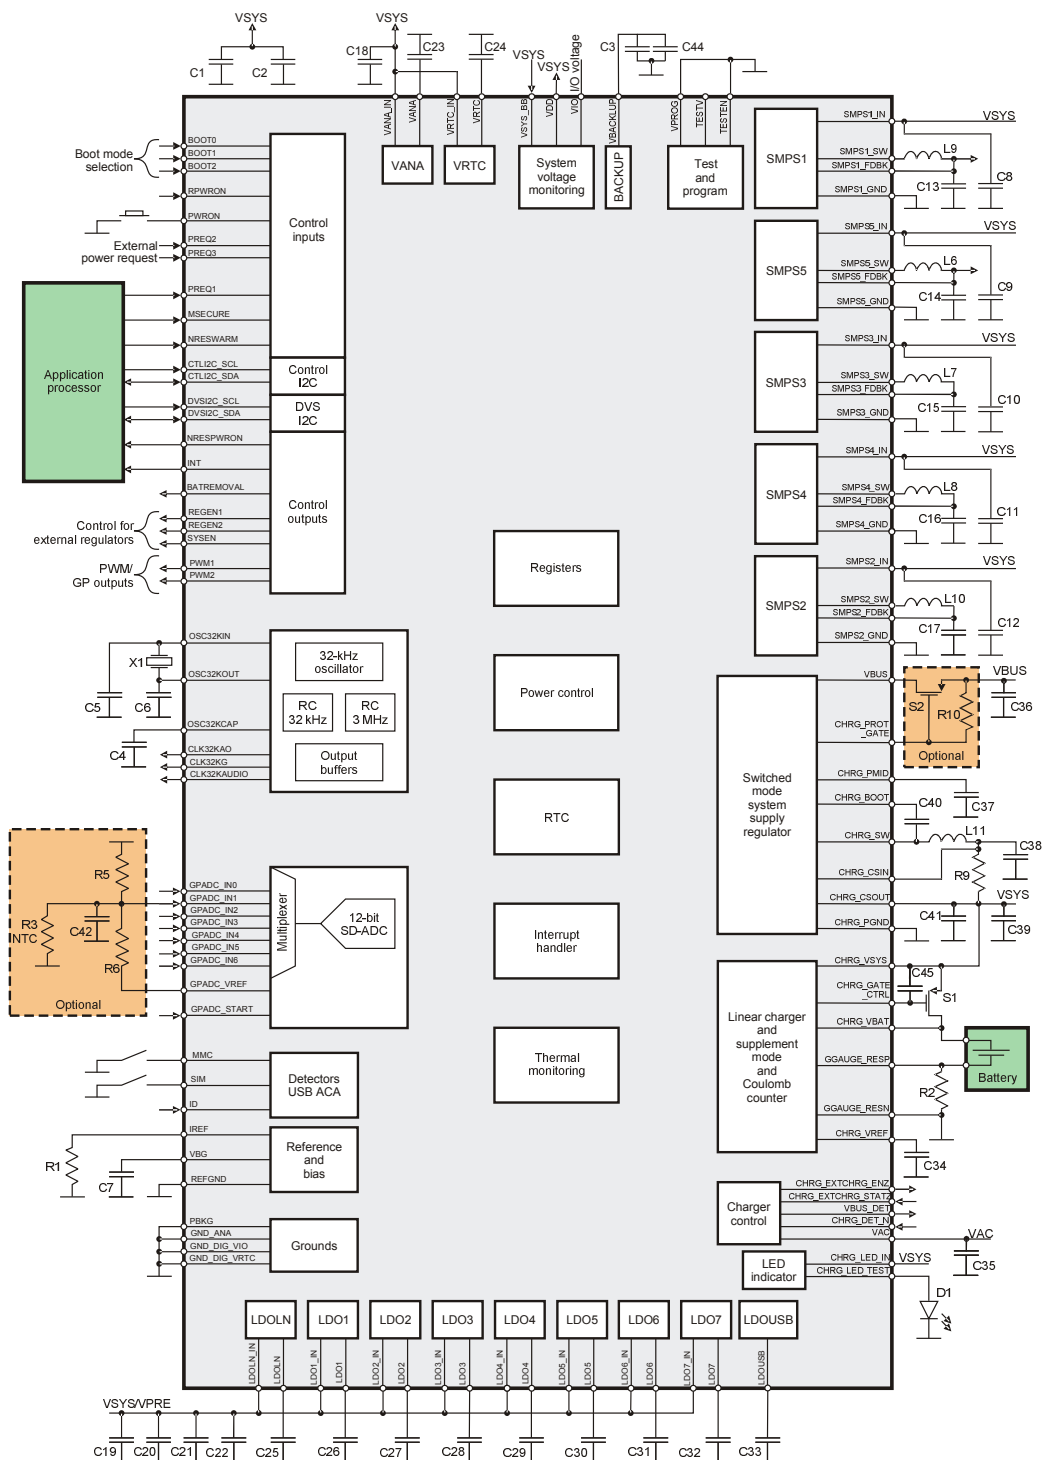 VSYS
C1
C2
VSYS
C18
C23
C24
VSYS
VSYS
I/O voltage
C3
C44
VANA_IN
VANA
VRTC_IN
VRTC
VSYS_BB
VDD
VIO
VBACKUP
VPROG
TESTV
TESTEN
VANA
VRTC
System
voltage
monitoring
BACKUP
Test
and
program
Boot mode
selection
BOOT0
BOOT1
BOOT2
RPWRON
PWRON
External
power request
PREQ2
PREQ3
Control
inputs
Application
processor
PREQ1
MSECURE
NRESWARM
CTLI2C_SCL
CTLI2C_SDA
Control
I2C
DVSI2C_SCL
DVSI2C_SDA
DVS
I2C
NRESPWRON
INT
BATREMOVAL
Control for
external regulators
REGEN1
REGEN2
SYSEN
PWM/
GP outputs
PWM1
PWM2
Control
outputs
SMPS1
SMPS1_IN
SMPS1_SW
SMPS1_FDBK
SMPS1_GND
VSYS
L9
C13
C8
SMPS5
SMPS5_IN
SMPS5_SW
SMPS5_FDBK
SMPS5_GND
VSYS
L6
C14
C9
SMPS3
SMPS3_IN
SMPS3_SW
SMPS3_FDBK
SMPS3_GND
VSYS
L7
C15
C10
SMPS4
SMPS4_IN
SMPS4_SW
SMPS4_FDBK
SMPS4_GND
VSYS
L8
C16
C11
SMPS2
SMPS2_IN
SMPS2_SW
SMPS2_FDBK
SMPS2_GND
VSYS
L10
C17
C12
Registers
Power control
RTC
Interrupt
handler
Thermal
monitoring
X1
C5
C6
C4
OSC32KIN
OSC32KOUT
OSC32KCAP
CLK32KAO
CLK32KG
CLK32KAUDIO
32-kHz
oscillator
RC
32 kHz
RC
3 MHz
Output
buffers
R5
R3
NTC
C42
R6
Optional
GPADC_IN0
GPADC_IN1
GPADC_IN2
GPADC_IN3
GPADC_IN4
GPADC_IN5
GPADC_IN6
GPADC_VREF
GPADC_START
Multiplexer
12-bit
SD-ADC
MMC
SIM
ID
Detectors
USB ACA
R1
C7
IREF
VBG
REFGND
Reference
and
bias
PBKG
GND_ANA
GND_DIG_VIO
GND_DIG_VRTC
Grounds
Switched
mode
system
supply
regulator
VBUS
CHRG_PROT
_GATE
CHRG_PMID
CHRG_BOOT
CHRG_SW
CHRG_CSIN
CHRG_CSOUT
CHRG_PGND
S2
R10
Optional
VBUS
C36
C37
C40
L11
C38
R9
VSYS
C41
C39
Linear charger
and
supplement
mode
and
Coulomb
counter
CHRG_VSYS
CHRG_GATE
_CTRL
CHRG_VBAT
GGAUGE_RESP
GGAUGE_RESN
CHRG_VREF
C45
S1
Battery
R2
C34
Charger
control
CHRG_EXTCHRG_ENZ
CHRG_EXTCHRG_STATZ
VBUS_DET
CHRG_DET_N
VAC
VAC
C35
LED
indicator
CHRG_LED_IN
CHRG_LED_TEST
VSYS
D1
LDOLN
LDO1
LDO2
LDO3
LDO4
LDO5
LDO6
LDO7
LDOUSB
LDOLN_IN
LDOLN
LDO1_IN
LDO1
LDO2_IN
LDO2
LDO3_IN
LDO3
LDO4_IN
LDO4
LDO5_IN
LDO5
LDO6_IN
LDO6
LDO7_IN
LDO7
LDOUSB
VSYS/VPRE
C19
C20
C21
C22
C25
C26
C27
C28
C29
C30
C31
C32
C33